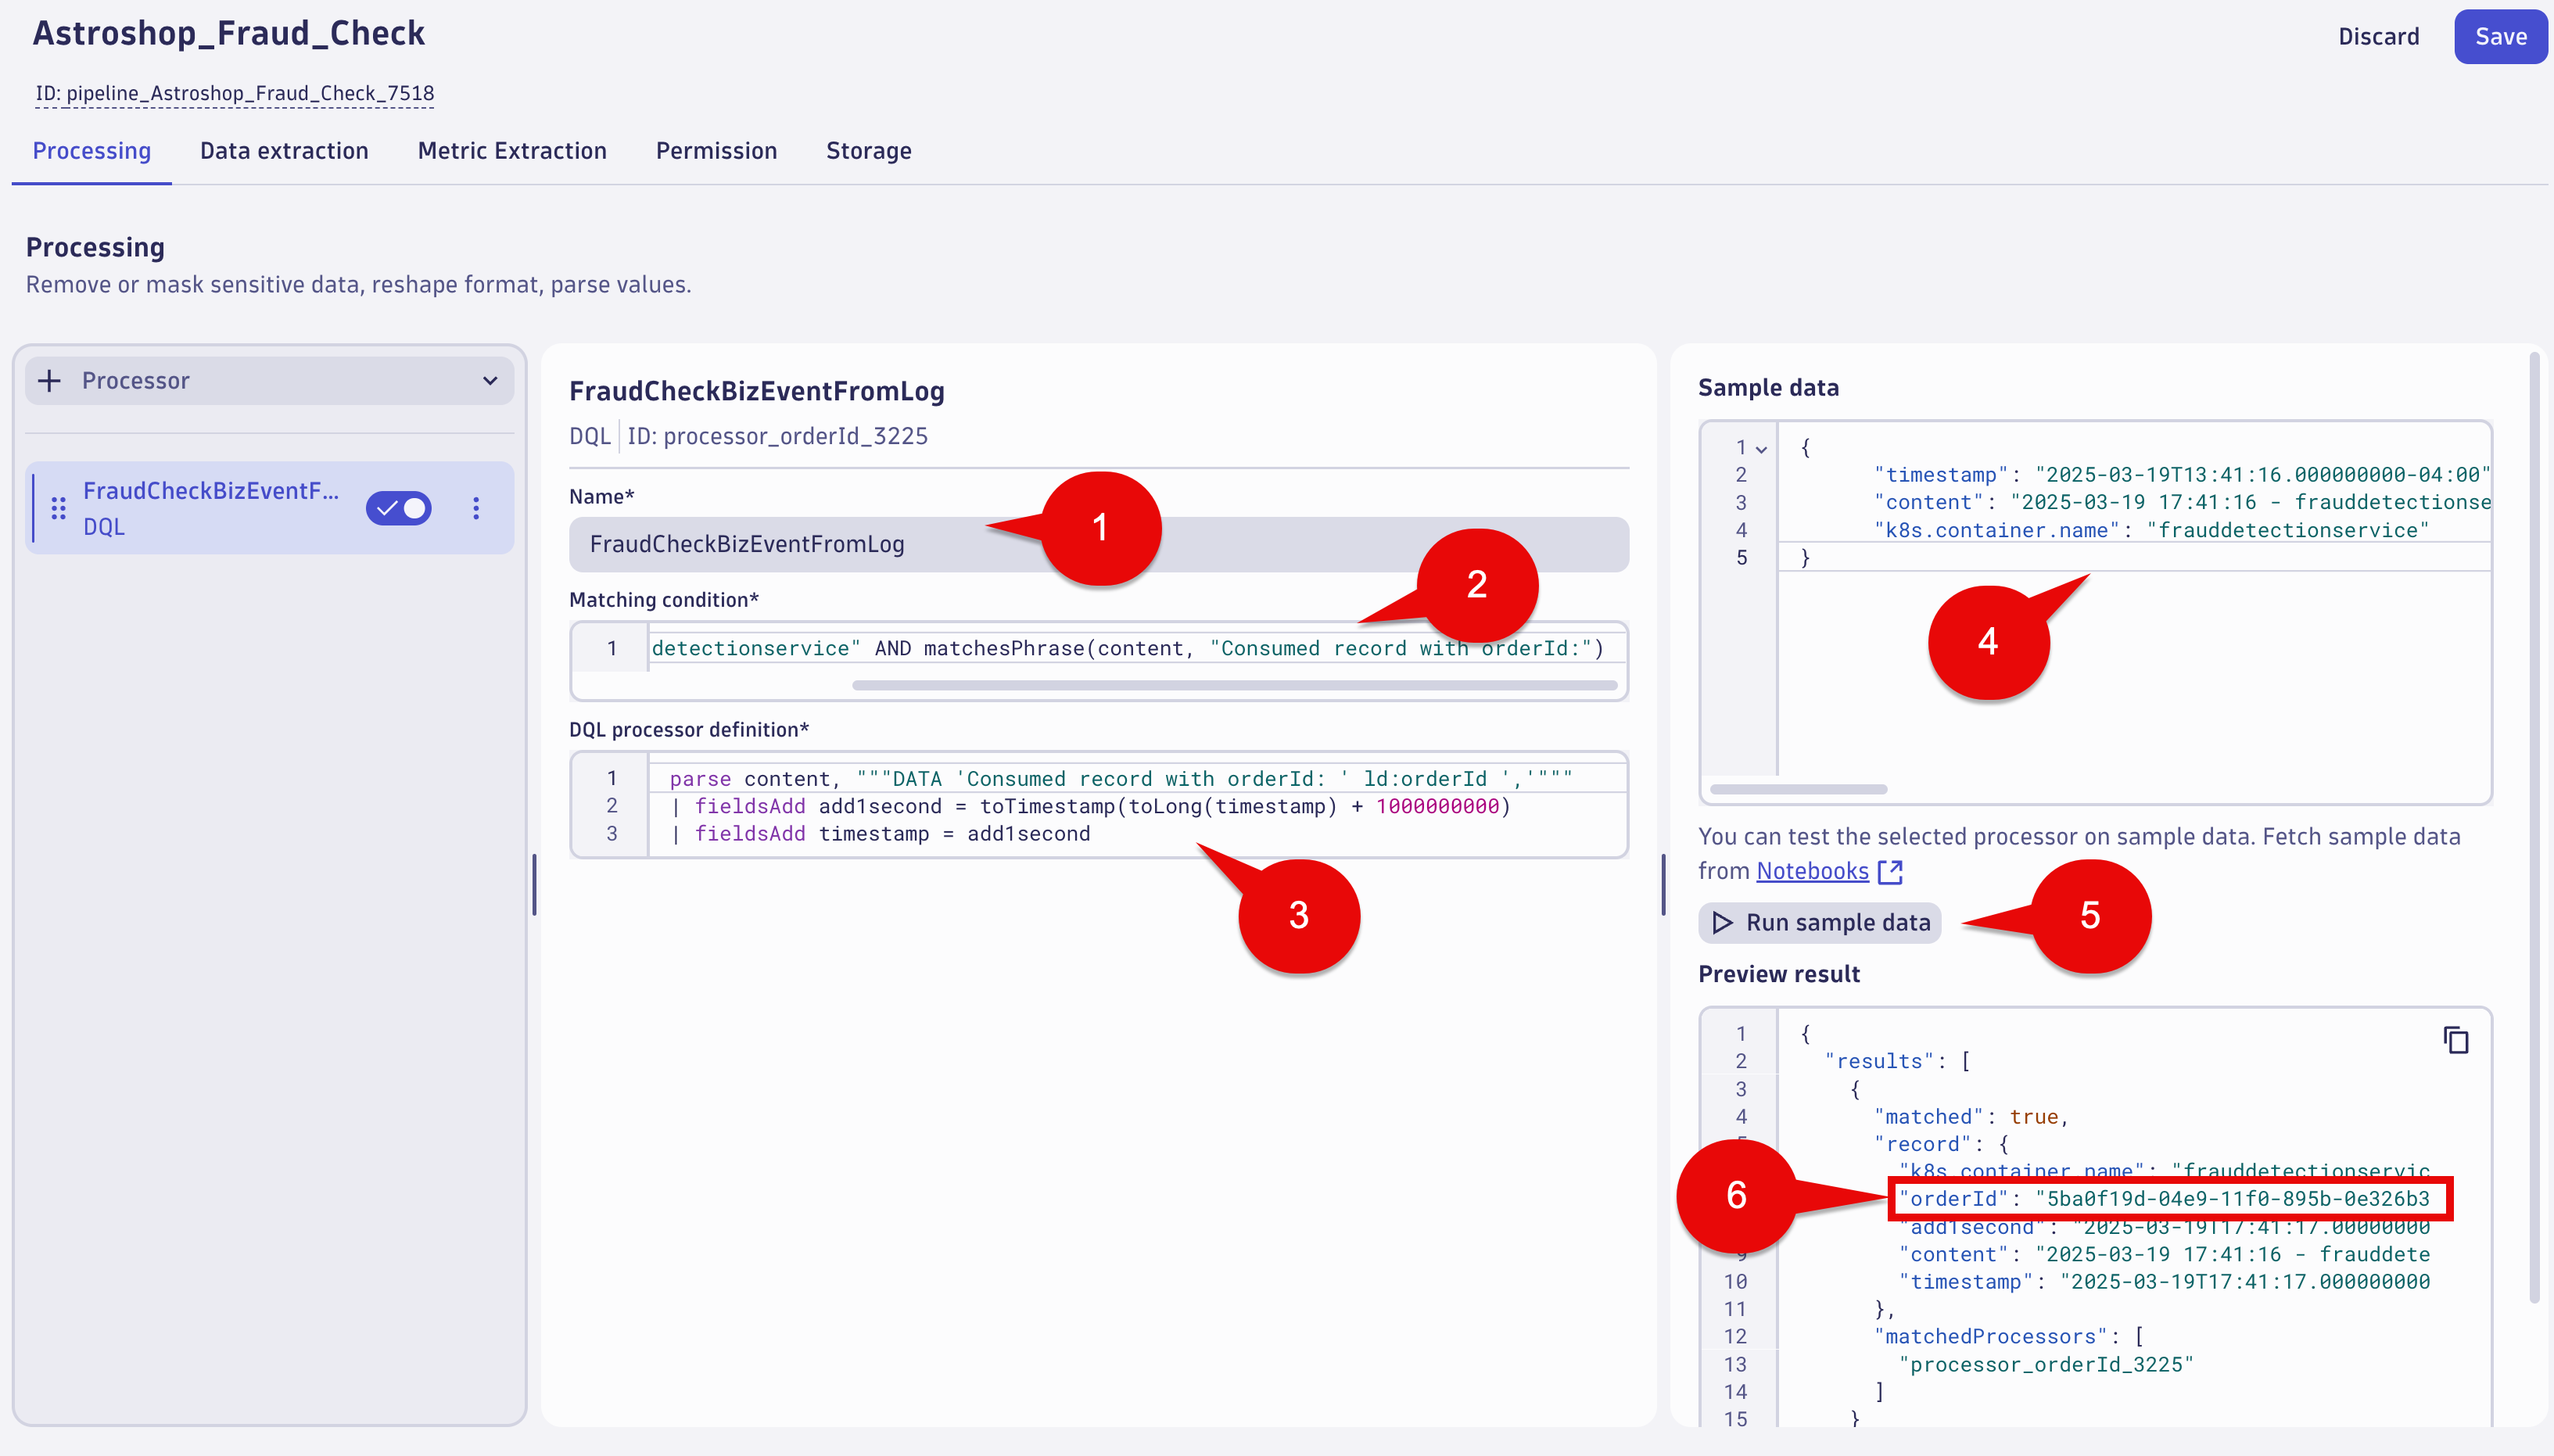 Astroshop_Fraud_Check
Discard
Save
ID: pipeline_Astroshop_Fraud_Check_7518
Processing
Data extraction
Metric Extraction
Permission
Storage
Processing
Remove or mask sensitive data, reshape format, parse values.
Processor
FraudCheckBizEventF...
DQL
FraudCheckBizEventFromLog
DQL
ID: processor_orderId_3225
Name*
FraudCheckBizEventFromLog
1
Matching condition*
2
1 detectionservice" AND matchesPhrase(content, "Consumed record with orderId:")
DQL processor definition*
1 parse content, """DATA 'Consumed record with orderId: ' ld:orderId ','"""
2 | fieldsAdd add1second = toTimestamp(toLong(timestamp) + 1000000000)
3 | fieldsAdd timestamp = add1second
3
Sample data
1 {
2 "timestamp": "2025-03-19T13:41:16.000000000-04:00"
3 "content": "2025-03-19 17:41:16 - frauddetectionse
4 "k8s.container.name": "frauddetectionservice"
5 }
4
You can test the selected processor on sample data. Fetch sample data
from Notebooks
Run sample data
5
Preview result
1 {
2 "results": [
3 {
4 "matched": true,
"record": {
"k8s.container.name": "frauddetectionservic
6
"orderId": "5ba0f19d-04e9-11f0-895b-0e326b3
"add1second": "2025-03-19T17:41:17.00000000
9 "content": "2025-03-19 17:41:16 - frauddete
10 "timestamp": "2025-03-19T17:41:17.000000000
11 },
12 "matchedProcessors": [
13 "processor_orderId_3225"
14 ]
15 }